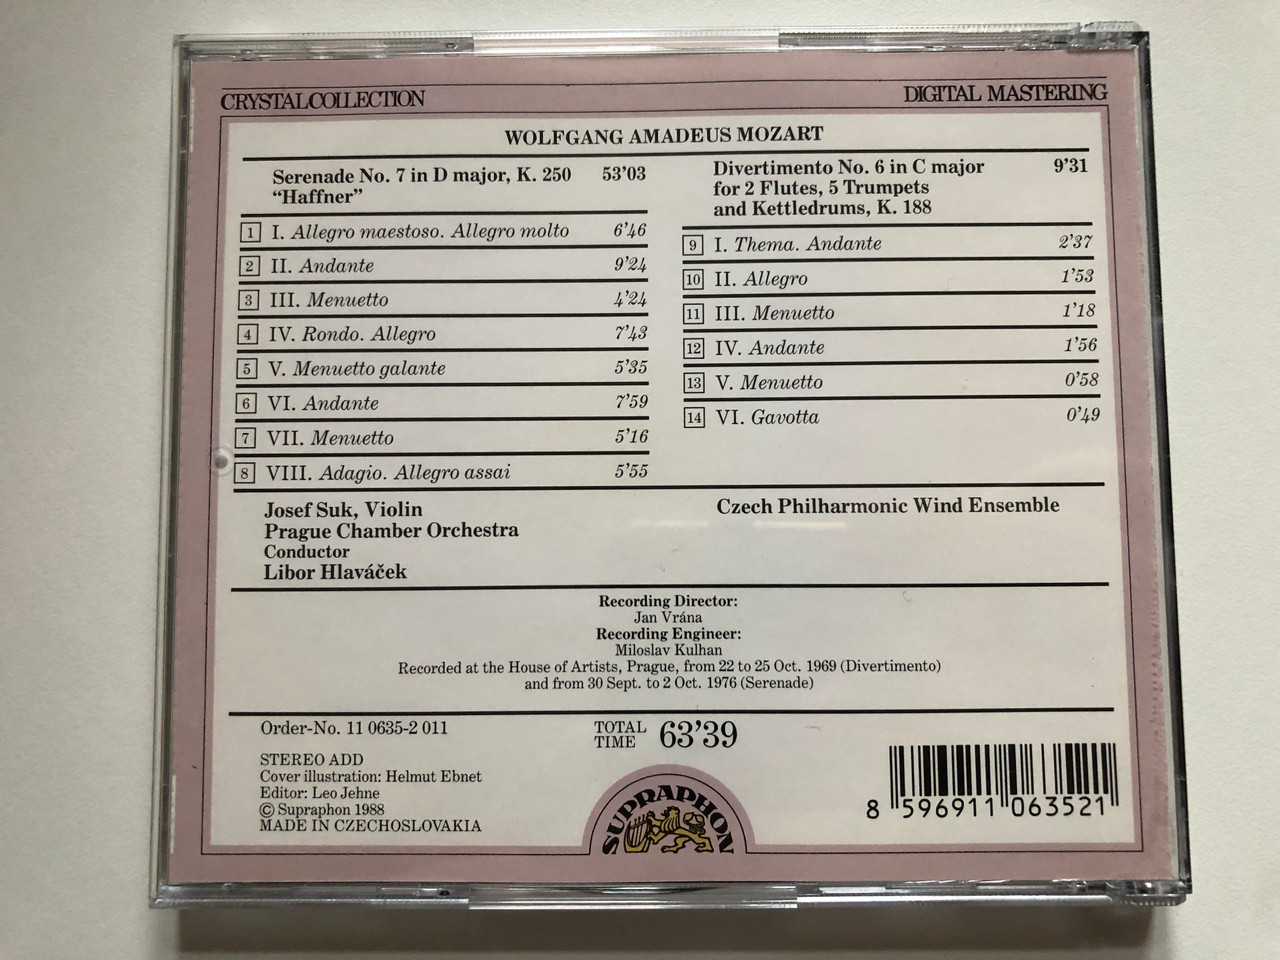 CRYSTAL COLLECTION
DIGITAL MASTERING
WOLFGANG AMADEUS MOZART
Serenade No. 7 in D major, K. 250 53’03
“Haffner”
1 I. Allegro maestoso. Allegro molto 6’46
2 II. Andante 9’24
3 III. Menuetto 4’24
4 IV. Rondo. Allegro 7’43
5 V. Menuetto galante 5’35
6 VI. Andante 7’59
7 VII. Menuetto 5’16
8 VIII. Adagio. Allegro assai 5’55
Divertimento No. 6 in C major 9’31
for 2 Flutes, 5 Trumpets
and Kettledrums, K. 188
9 I. Thema. Andante 2’37
10 II. Allegro 1’53
11 III. Menuetto 1’18
12 IV. Andante 1’56
13 V. Menuetto 0’58
14 VI. Gavotta 0’49
Josef Suk, Violin
Prague Chamber Orchestra
Conductor
Libor Hlaváček
Czech Philharmonic Wind Ensemble
Recording Director:
Jan Vrána
Recording Engineer:
Miloslav Kulhan
Recorded at the House of Artists, Prague, from 22 to 25 Oct. 1969 (Divertimento)
and from 30 Sept. to 2 Oct. 1976 (Serenade)
Order-No. 11 0635-2 011
TOTAL TIME 63’39
STEREO ADD
Cover illustration: Helmut Ebnet
Editor: Leo Jehne
© Supraphon 1988
MADE IN CZECHOSLOVAKIA
SUPRAPHON
8 596911 063521